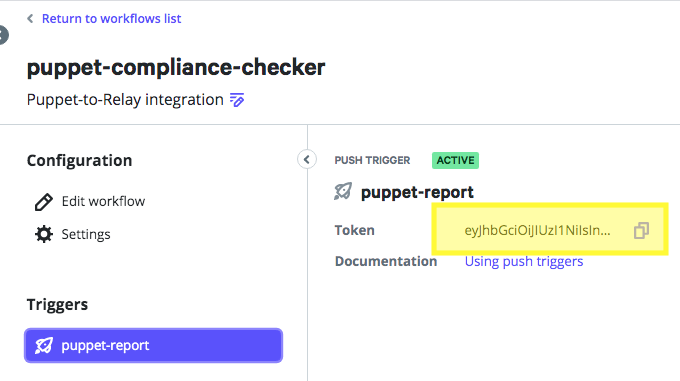 Return to workflows list
puppet-compliance-checker
Puppet-to-Relay integration
Configuration
Edit workflow
Settings
Triggers
puppet-report
PUSH TRIGGER ACTIVE
puppet-report
Token eyJhbGciOiJIUzI1NiIsIn...
Documentation Using push triggers